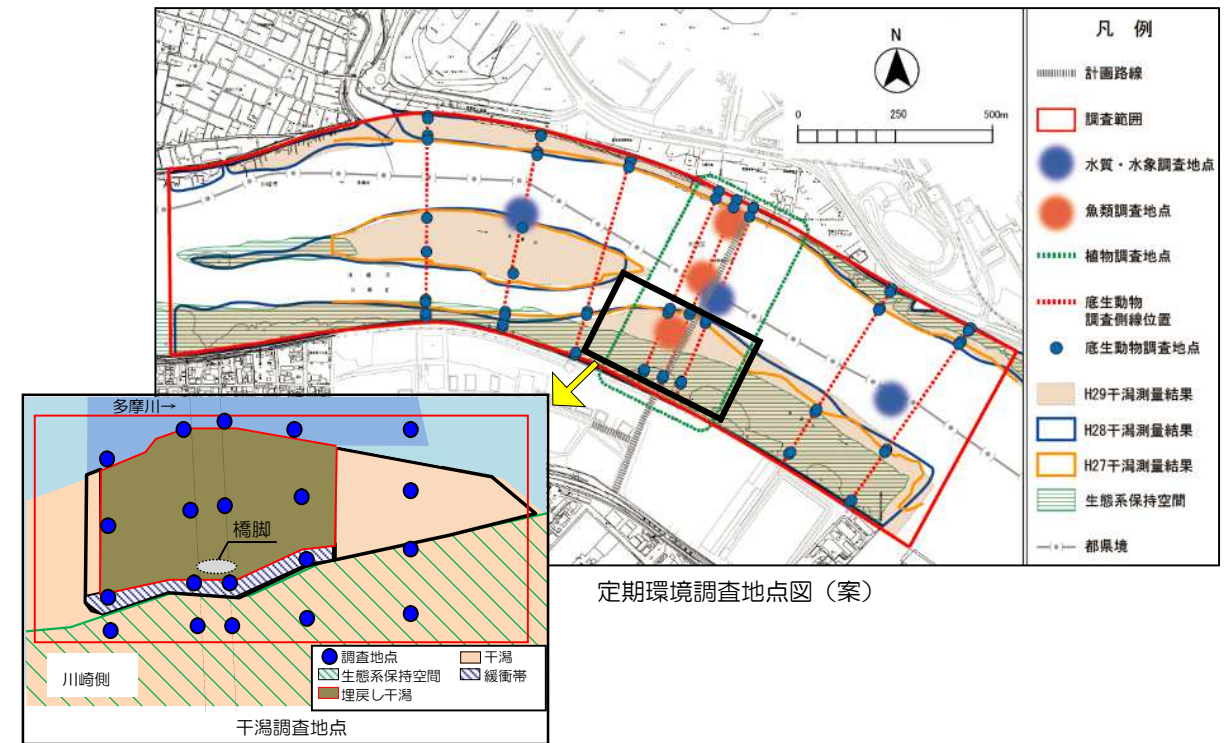 N
0
250
500m
凡 例
計画路線
調査範囲
水質・水象調査地点
魚類調査地点
植物調査地点
底生動物
調査側線位置
底生動物調査地点
H29干潟測量結果
H28干潟測量結果
H27干潟測量結果
生態系保持空間
都県境
定期環境調査地点図（案）
多摩川→
橋脚
川崎側
調査地点
干潟
生態系保持空間
緩衝帯
埋戻し干潟
干潟調査地点